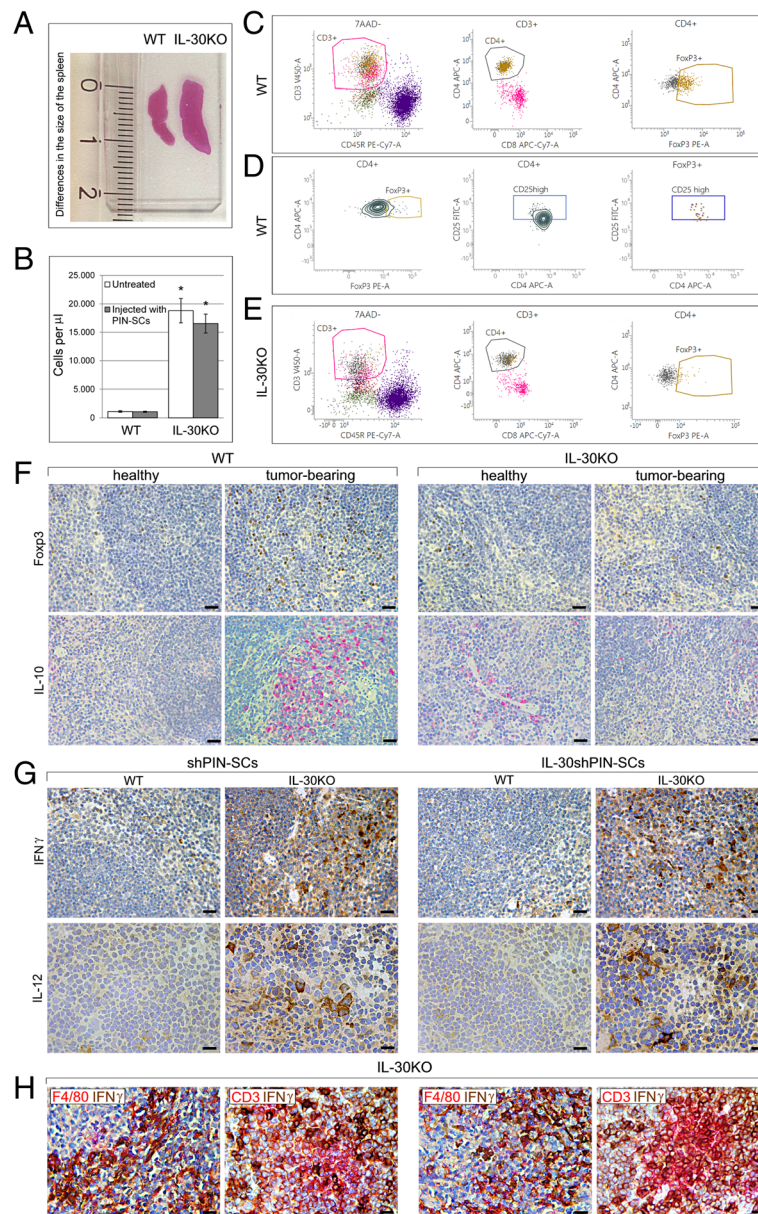 A
WT IL-30KO
Differences in the size of the spleen
0
1
2
B
Cells per µl
25.000
20.000
15.000
10.000
5.000
0
Untreated
Injected with
PIN-SCs
*
*
WT
IL-30KO
C
WT
7AAD-
CD3+
CD3 V450-A
CD45R PE-Cy7-A
CD3+
CD4+
CD4 APC-A
CD8 APC-Cy7-A
CD4+
FoxP3+
CD4 APC-A
FoxP3 PE-A
D
WT
CD4+
FoxP3+
CD4 APC-A
FoxP3 PE-A
CD4+
CD25high
CD25 FITC-A
CD4 APC-A
FoxP3+
CD25 high
CD25 FITC-A
CD4 APC-A
E
IL-30KO
7AAD-
CD3+
CD3 V450-A
CD45R PE-Cy7-A
CD3+
CD4+
CD4 APC-A
CD8 APC-Cy7-A
CD4+
FoxP3+
CD4 APC-A
FoxP3 PE-A
F
WT
IL-30KO
healthy
tumor-bearing
healthy
tumor-bearing
Foxp3
IL-10
G
shPIN-SCs
IL-30shPIN-SCs
WT
IL-30KO
WT
IL-30KO
IFNγ
IL-12
H
IL-30KO
F4/80 IFNγ
CD3 IFNγ
F4/80 IFNγ
CD3 IFNγ